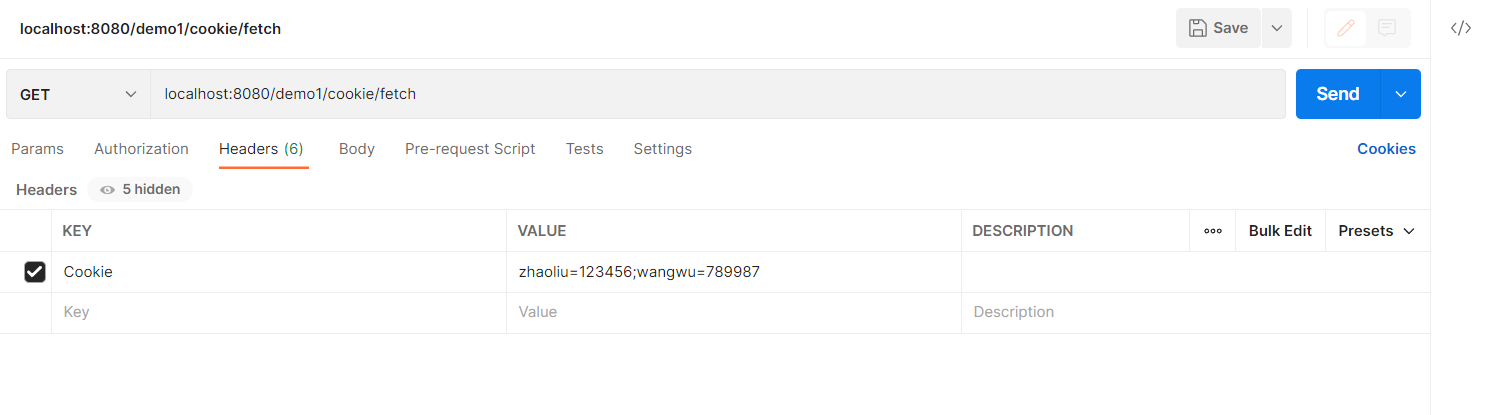 localhost:8080/demo1/cookie/fetch
Save
GET
localhost:8080/demo1/cookie/fetch
Send
Params Authorization Headers (6) Body Pre-request Script Tests Settings Cookies
Headers 5 hidden
KEY VALUE DESCRIPTION Bulk Edit Presets
Cookie zhaoliu=123456;wangwu=789987
Key Value Description